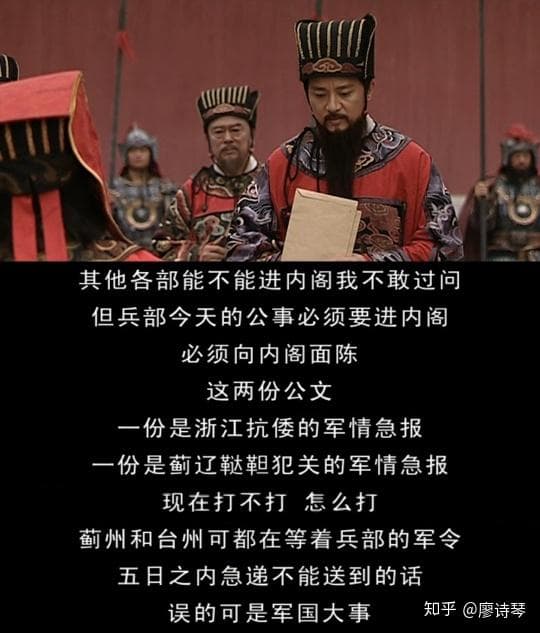 其他各部能不能进内阁我不敢过问
但兵部今天的公事必须要进内阁
必须向内阁面陈
这两份公文
一份是浙江抗倭的军情急报
一份是蓟辽鞑靼犯关的军情急报
现在打不打 怎么打
蓟州和台州可都在等着兵部的军令
五日之内急递不能送到的话
误的可是军国大事
知乎 @廖诗琴